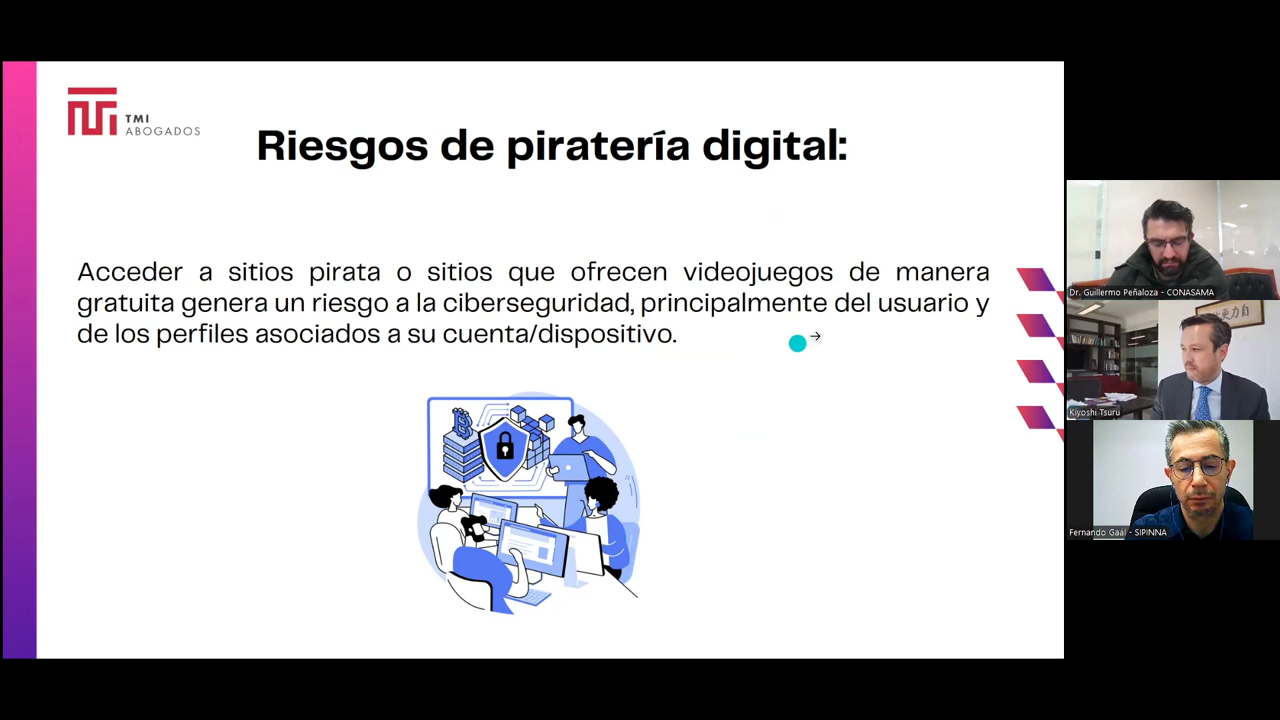 TMI
ABOGADOS
Riesgos de piratería digital:
Acceder a sitios pirata o sitios que ofrecen videojuegos de manera
gratuita genera un riesgo a la ciberseguridad, principalmente del usuario y
de los perfiles asociados a su cuenta/dispositivo.
Dr. Guillermo Peñaloza - CONASAMA
Kiyoshi Tsuru
Fernando Gaál - SIPINNA